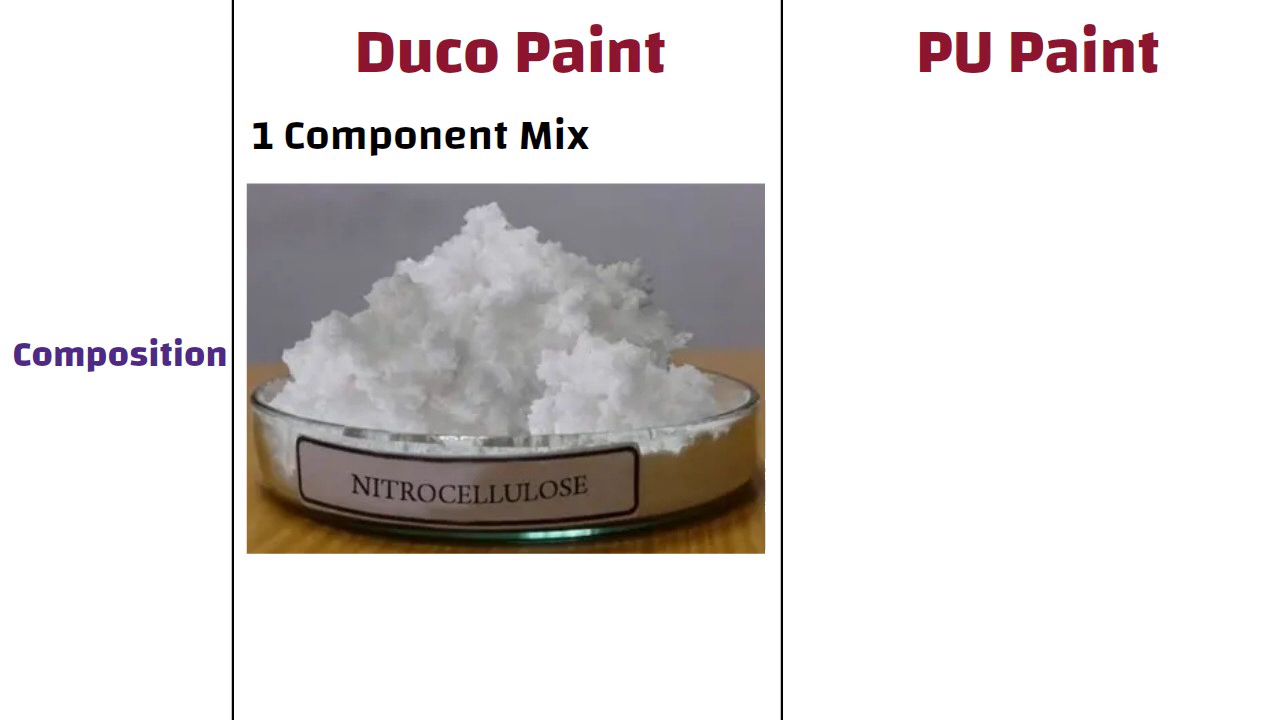 Duco Paint
PU Paint
1 Component Mix
Composition
NITROCELLULOSE